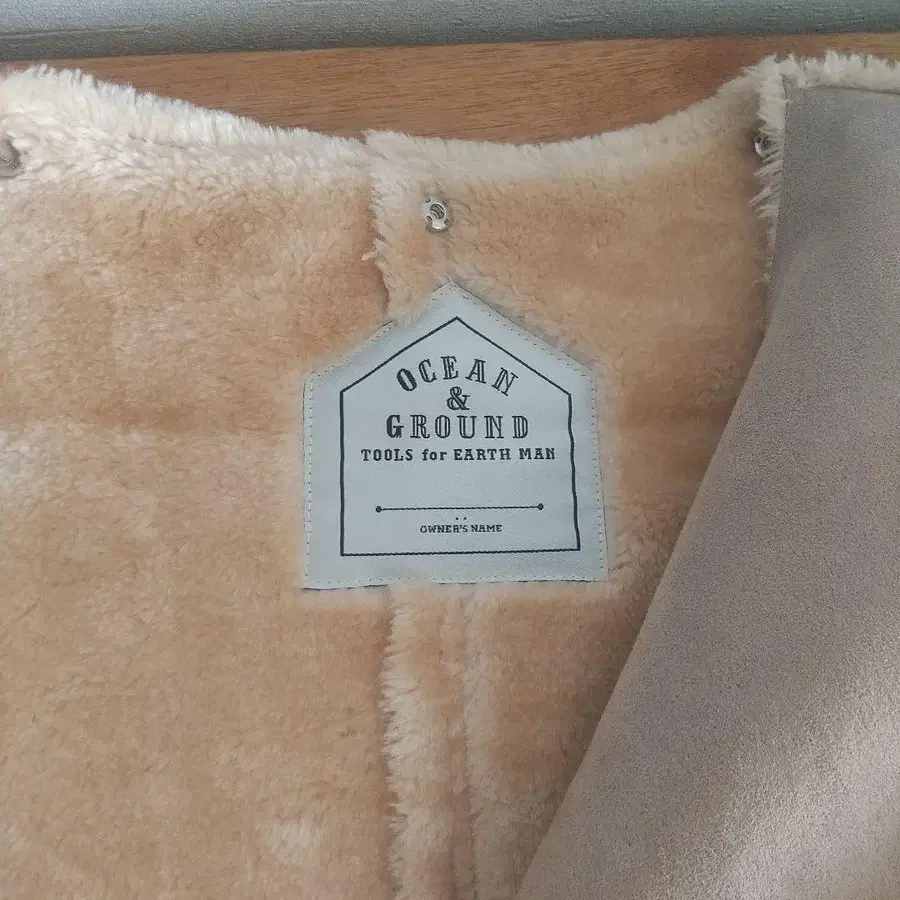 OCEAN
&
GROUND
TOOLS for EARTH MAN
OWNER'S NAME